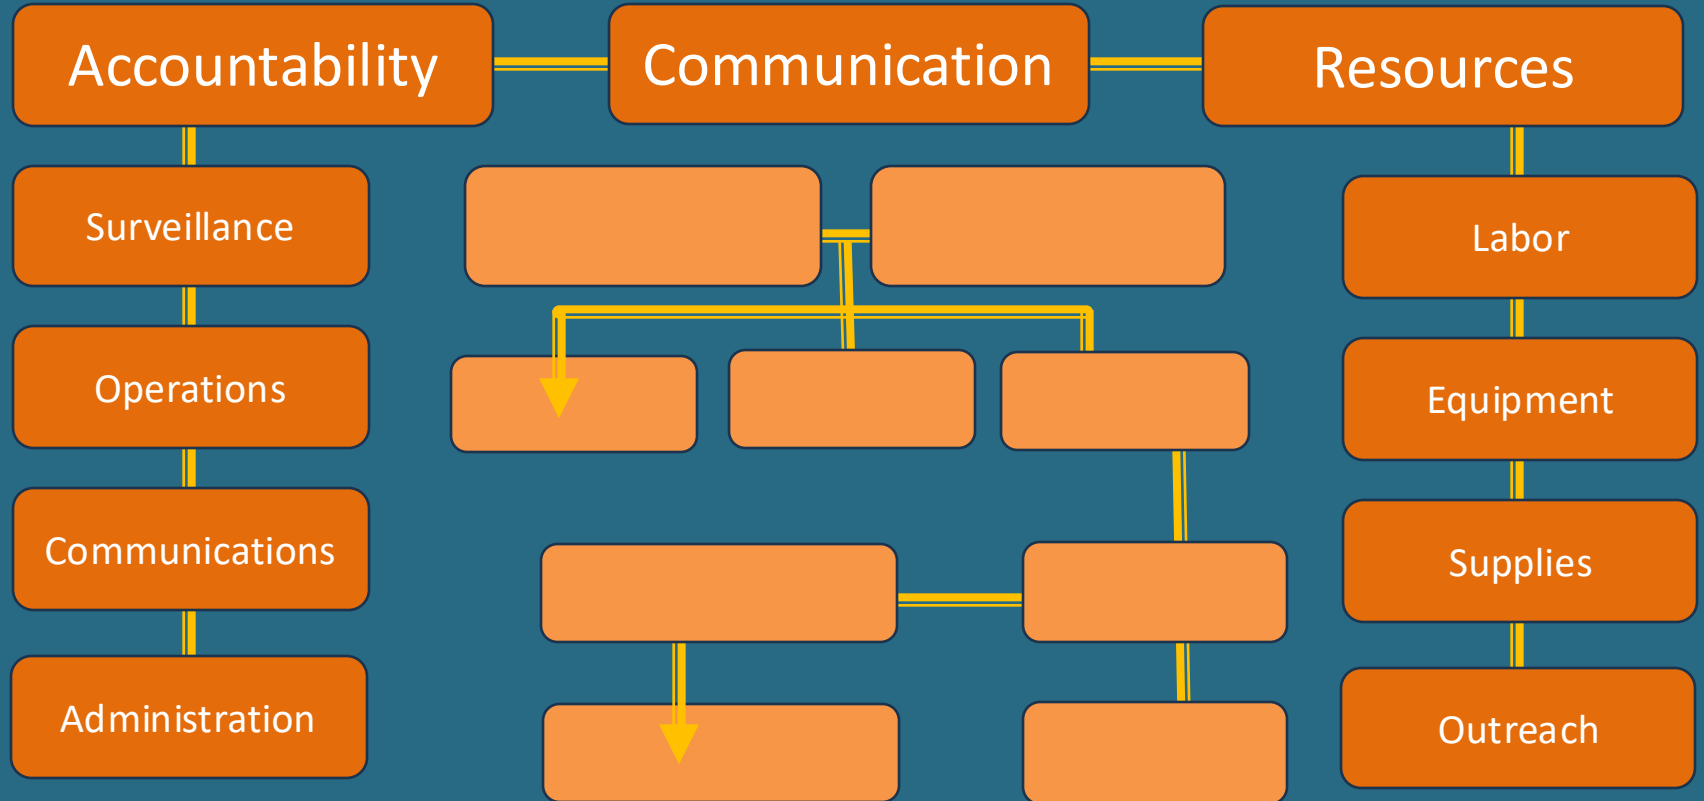 Accountability
Communication
Resources
Surveillance
Operations
Communications
Administration
Labor
Equipment
Supplies
Outreach